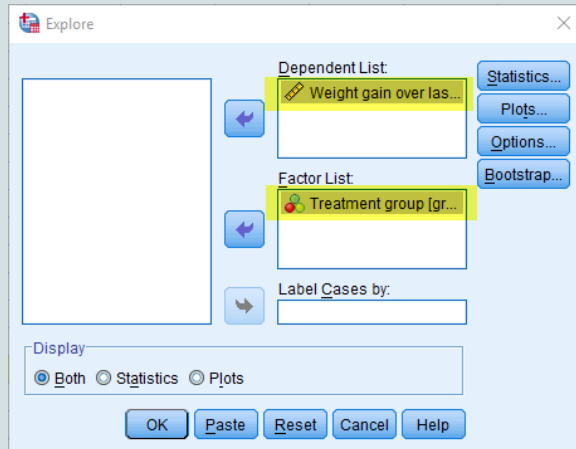 Explore
Dependent List:
Weight gain over las...
Statistics...
Plots...
Options...
Bootstrap...
Factor List:
Treatment group [gr...
Label Cases by:
Display
Both Statistics Plots
OK Paste Reset Cancel Help